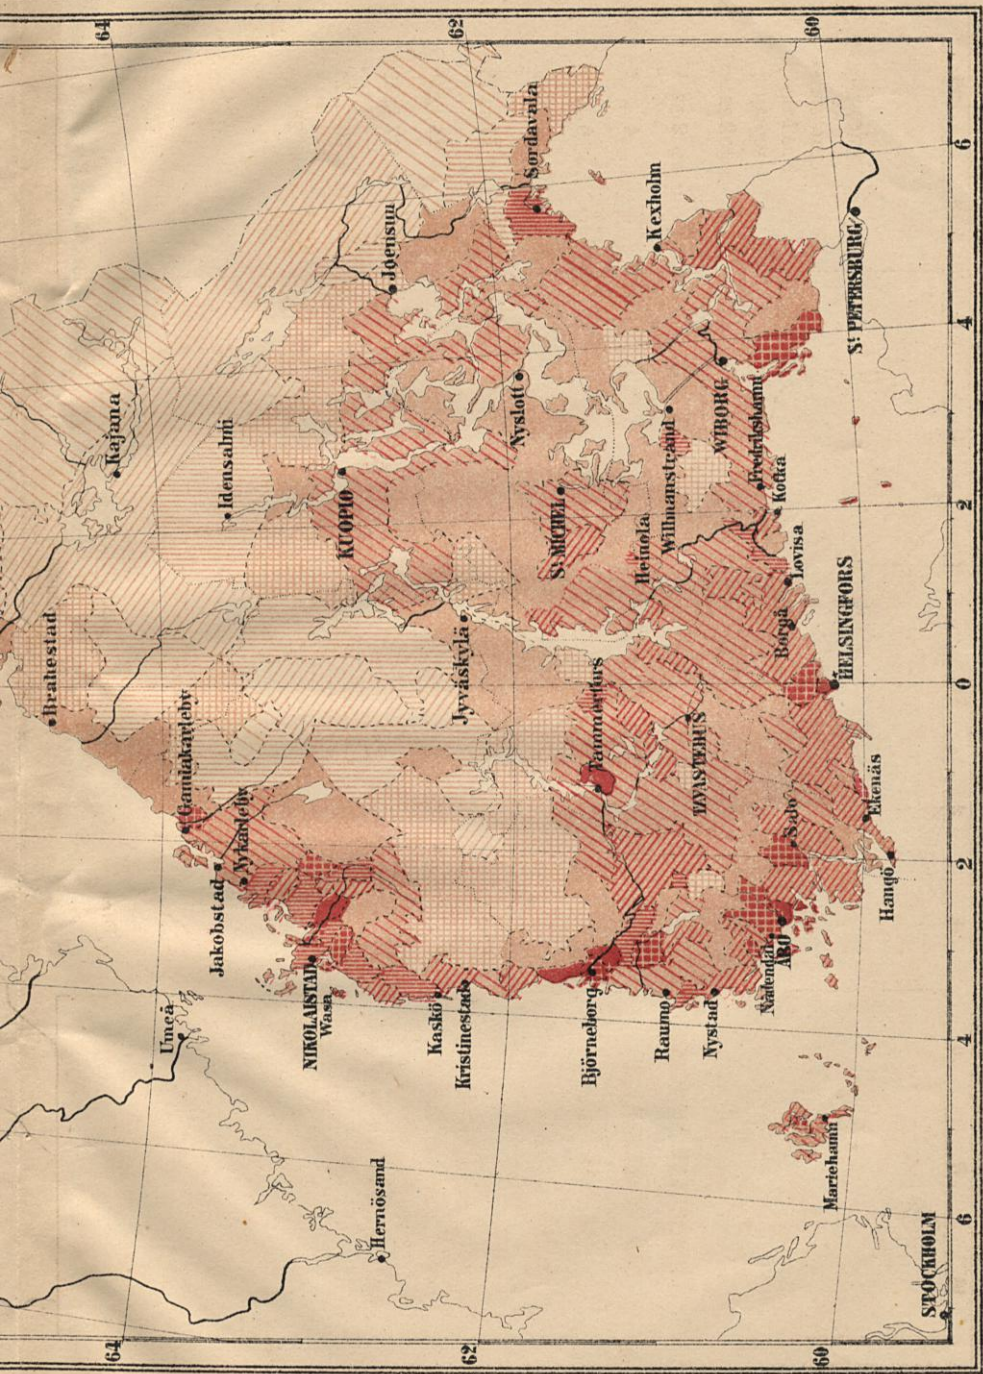 64
62
60
Sordavala
6
Joensuu
Kexholm
Kajana
Idensalmi
Nyslott
Wilmanstrand
WIBORG
Fredrikshamn
Kotka
4
ST PETERSBURG
Brahestad
KUOPIO
ST MICHEL
Heinola
Lovisa
2
Jyväskylä
Borgå
HELSINGFORS
Gamlakarleby
Tammerfors
TAVASTEHUS
0
Jakobstad
Nykarleby
Salo
Ekenäs
2
Hangö
Umeå
NIKOLAISTAD
Wasa
Kaskö
Kristinestad
Björneborg
Raumo
Nystad
Nådendal
ÅBO
4
Hernösand
Mariehamn
6
STOCKHOLM
64
62
60